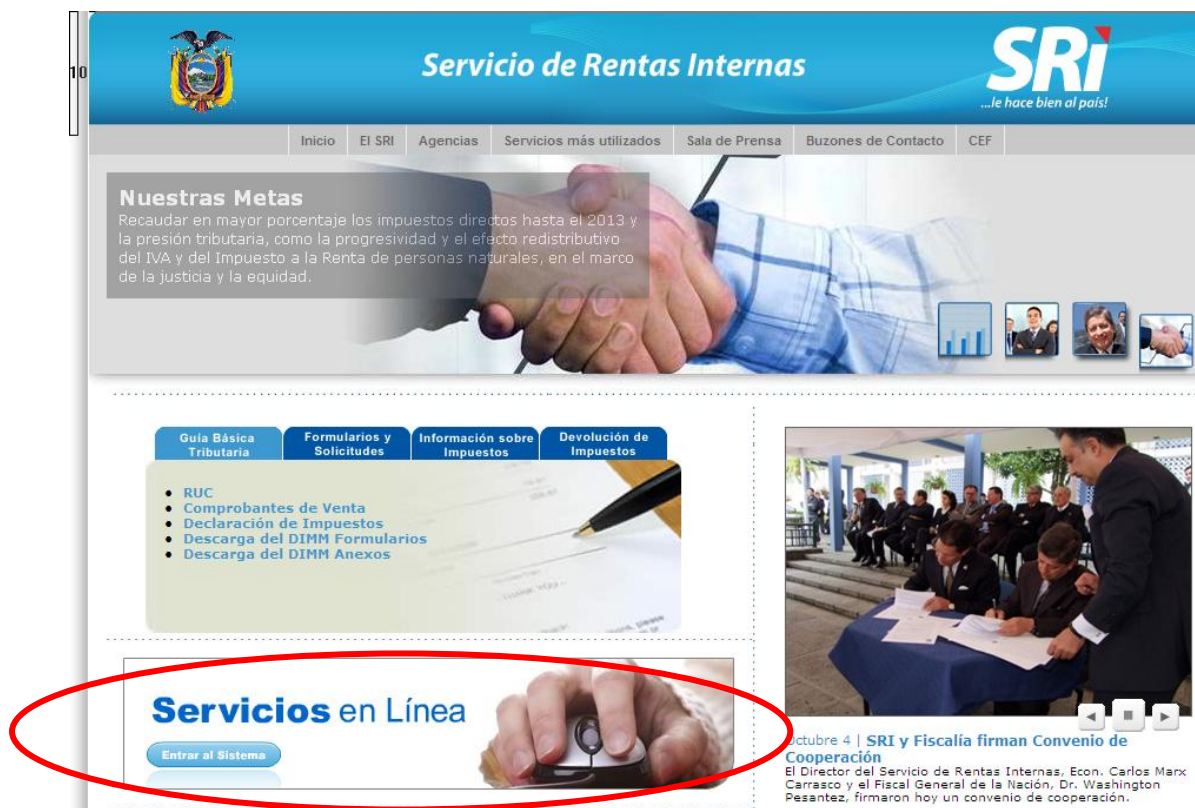 10
Servicio de Rentas Internas
SRi
...le hace bien al país!
Inicio El SRI Agencias Servicios más utilizados Sala de Prensa Buzones de Contacto CEF
Nuestras Metas
Recaudar en mayor porcentaje los impuestos directos hasta el 2013 y
la presión tributaria, como la progresividad y el efecto redistributivo
del IVA y del Impuesto a la Renta de personas naturales, en el marco
de la justicia y la equidad.
Guía Básica
Tributaria
Formularios y
Solicitudes
Información sobre
Impuestos
Devolución de
Impuestos
RUC
Comprobantes de Venta
Declaración de Impuestos
Descarga del DIMM Formularios
Descarga del DIMM Anexos
Servicios en Línea
Entrar al Sistema
Octubre 4 | SRI y Fiscalía firman Convenio de
Cooperación
El Director del Servicio de Rentas Internas, Econ. Carlos Marx
Carrasco y el Fiscal General de la Nación, Dr. Washington
Pesantez, firmaron hoy un convenio de cooperación.